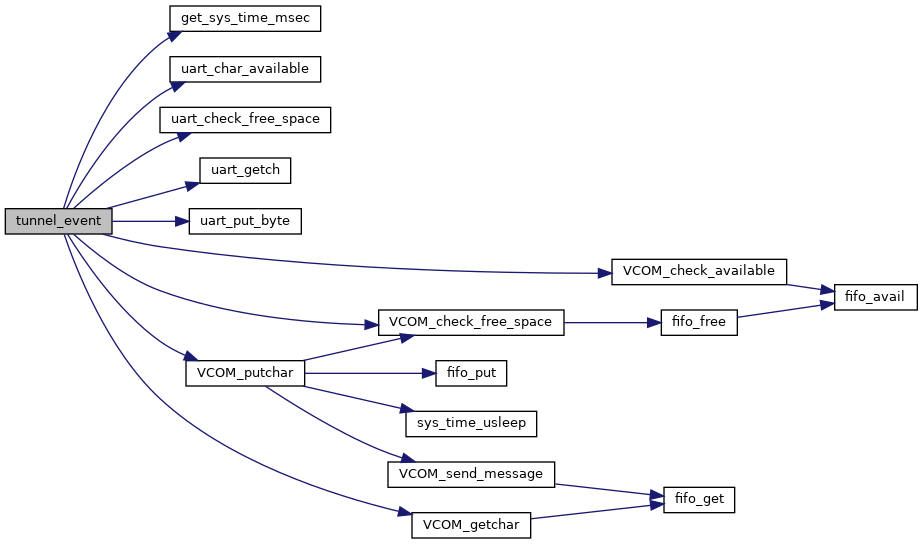 get_sys_time_msec
uart_char_available
uart_check_free_space
uart_getch
tunnel_event
uart_put_byte
VCOM_check_available
fifo_avail
VCOM_check_free_space
fifo_free
VCOM_putchar
fifo_put
sys_time_usleep
VCOM_send_message
fifo_get
VCOM_getchar